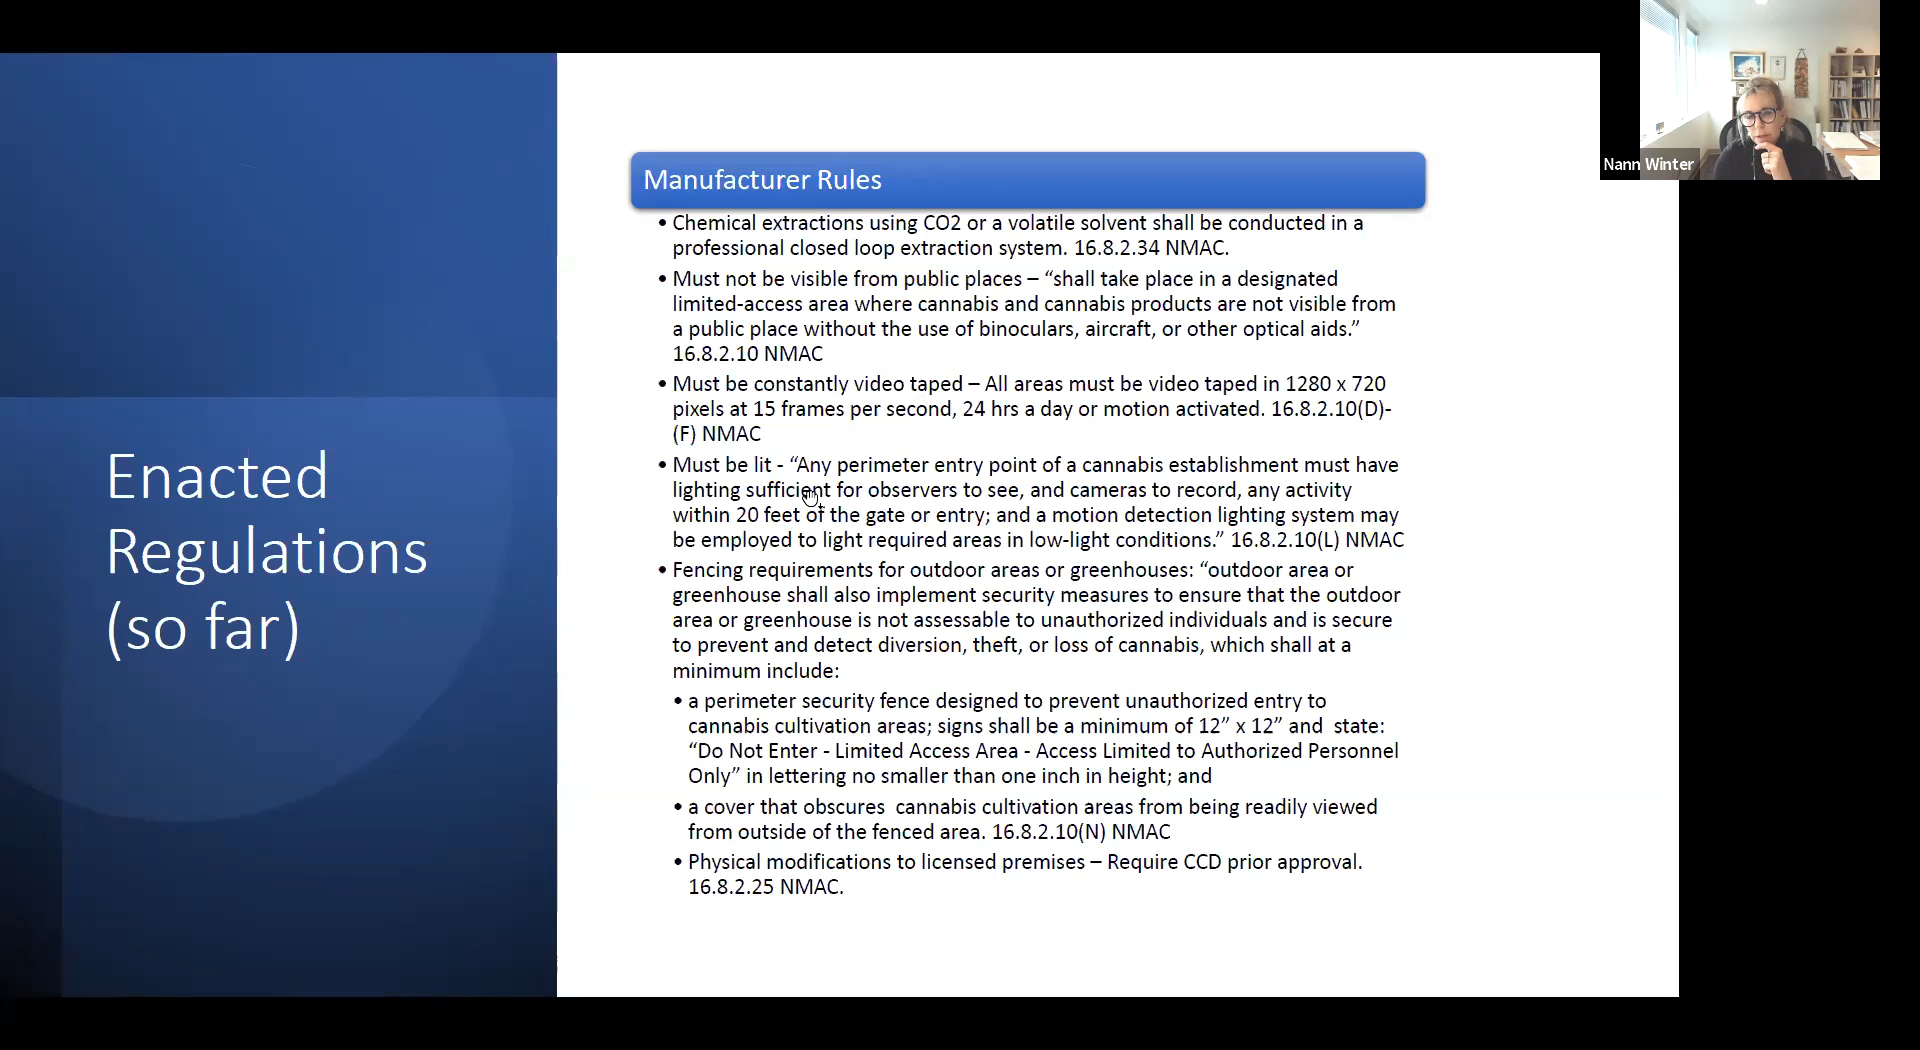 Enacted
Regulations
(so far)
Manufacturer Rules
• Chemical extractions using CO2 or a volatile solvent shall be conducted in a
professional closed loop extraction system. 16.8.2.34 NMAC.
• Must not be visible from public places – “shall take place in a designated
limited-access area where cannabis and cannabis products are not visible from
a public place without the use of binoculars, aircraft, or other optical aids.”
16.8.2.10 NMAC
• Must be constantly video taped – All areas must be video taped in 1280 x 720
pixels at 15 frames per second, 24 hrs a day or motion activated. 16.8.2.10(D)-
(F) NMAC
• Must be lit - “Any perimeter entry point of a cannabis establishment must have
lighting sufficient for observers to see, and cameras to record, any activity
within 20 feet of the gate or entry; and a motion detection lighting system may
be employed to light required areas in low-light conditions.” 16.8.2.10(L) NMAC
• Fencing requirements for outdoor areas or greenhouses: “outdoor area or
greenhouse shall also implement security measures to ensure that the outdoor
area or greenhouse is not assessable to unauthorized individuals and is secure
to prevent and detect diversion, theft, or loss of cannabis, which shall at a
minimum include:
• a perimeter security fence designed to prevent unauthorized entry to
cannabis cultivation areas; signs shall be a minimum of 12” x 12” and state:
“Do Not Enter - Limited Access Area - Access Limited to Authorized Personnel
Only” in lettering no smaller than one inch in height; and
• a cover that obscures cannabis cultivation areas from being readily viewed
from outside of the fenced area. 16.8.2.10(N) NMAC
• Physical modifications to licensed premises – Require CCD prior approval.
16.8.2.25 NMAC.
Nann Winter